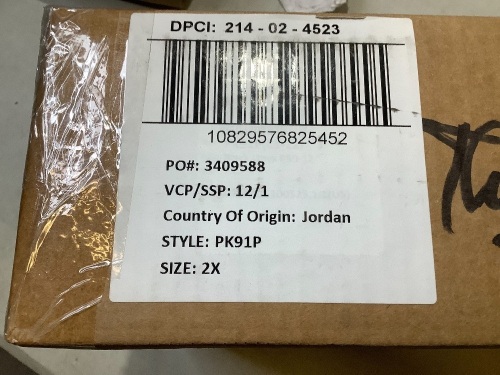 DPCI: 214 - 02 - 4523
10829576825452
PO#: 3409588
VCP/SSP: 12/1
Country Of Origin: Jordan
STYLE: PK91P
SIZE: 2X